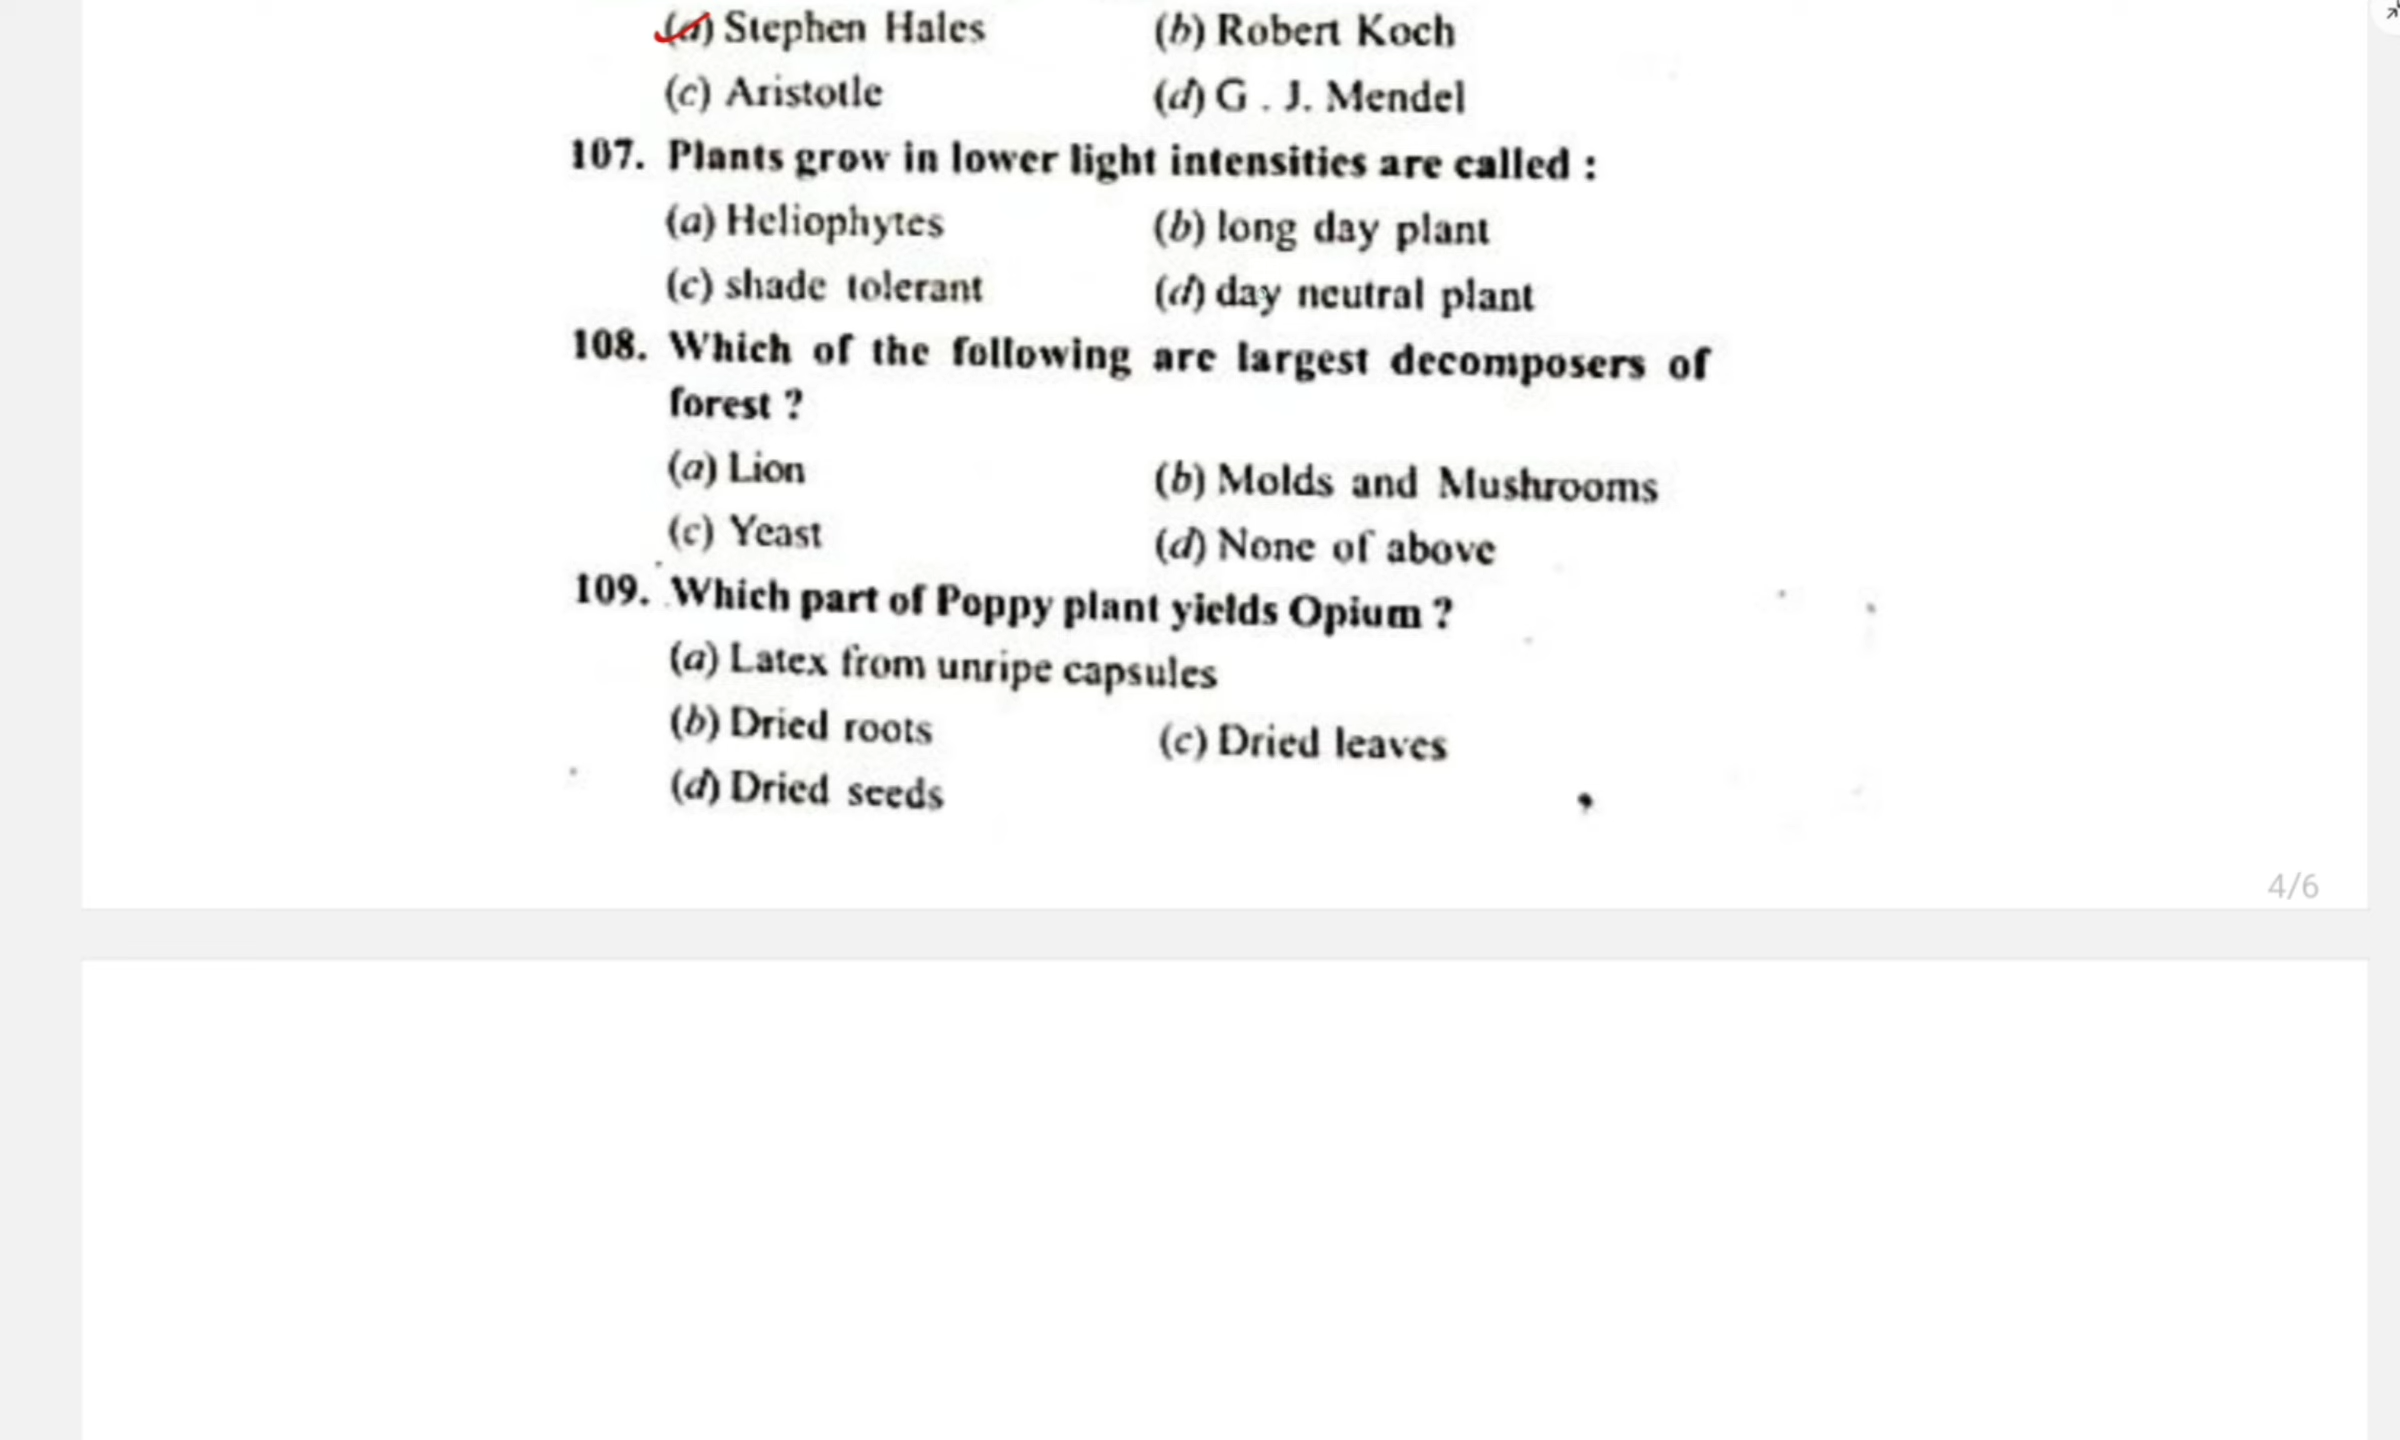 (a) Stephen Hales (b) Robert Koch
(c) Aristotle (d) G . J. Mendel
107. Plants grow in lower light intensities are called :
(a) Heliophytes (b) long day plant
(c) shade tolerant (d) day neutral plant
108. Which of the following are largest decomposers of
forest ?
(a) Lion (b) Molds and Mushrooms
(c) Yeast (d) None of above
109. Which part of Poppy plant yields Opium ?
(a) Latex from unripe capsules
(b) Dried roots (c) Dried leaves
(d) Dried seeds
4/6